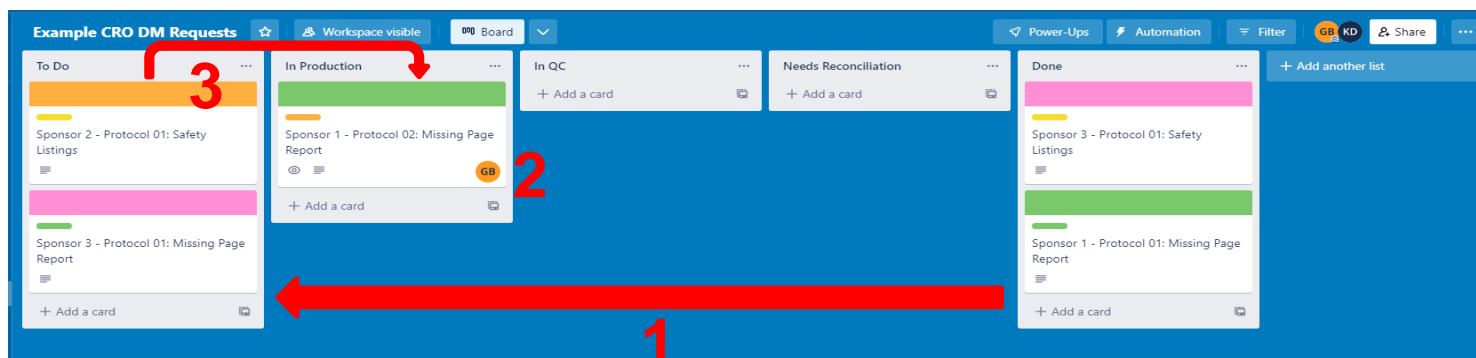 Example CRO DM Requests
Workspace visible
Board
Power-Ups
Automation
Filter
GB
KD
Share
...
To Do
...
3
Sponsor 2 - Protocol 01: Safety
Listings
Sponsor 3 - Protocol 01: Missing Page
Report
+ Add a card
In Production
...
Sponsor 1 - Protocol 02: Missing Page
Report
GB
2
+ Add a card
In QC
...
+ Add a card
Needs Reconciliation
...
+ Add a card
Done
...
Sponsor 3 - Protocol 01: Safety
Listings
Sponsor 1 - Protocol 01: Missing Page
Report
+ Add a card
+ Add another list
1